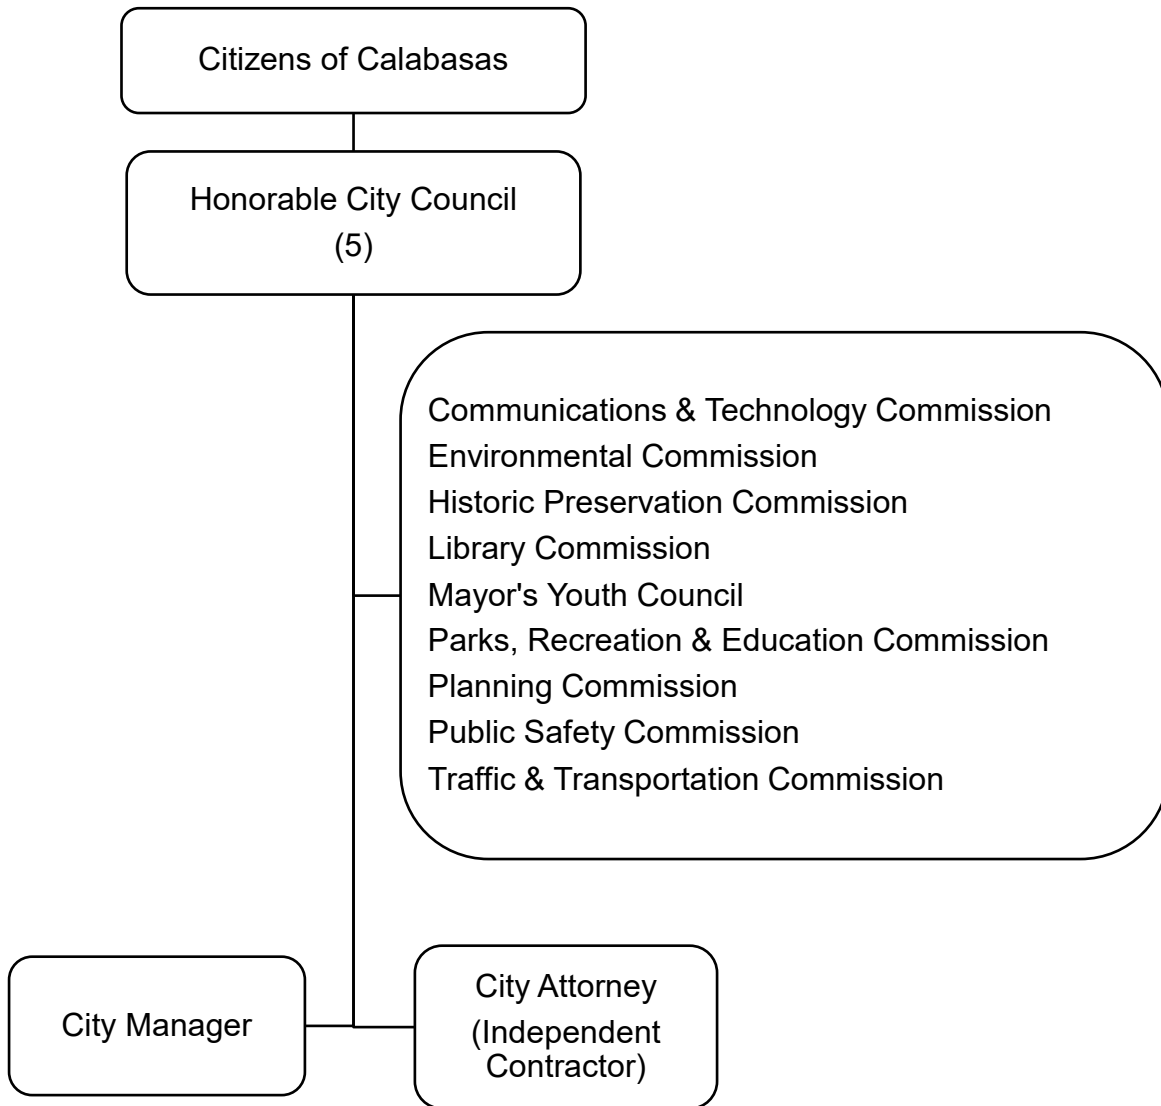 Citizens of Calabasas
Honorable City Council
(5)
Communications & Technology Commission
Environmental Commission
Historic Preservation Commission
Library Commission
Mayor's Youth Council
Parks, Recreation & Education Commission
Planning Commission
Public Safety Commission
Traffic & Transportation Commission
City Manager
City Attorney
(Independent
Contractor)